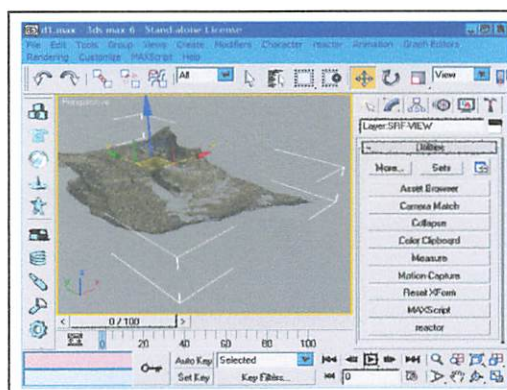 d1.max - 3ds max 6 - Stand-alone License
File Edit Tools Group Views Create Modifiers Character reactor Animation Graph Editors
Rendering Customize MAXScript Help
All
View
Perspective
Layer:SRF-VIEW
- Utilities
More... Sets
Asset Browser
Camera Match
Collapse
Color Clipboard
Measure
Motion Capture
Reset XForm
MAXScript
reactor
< 0 / 100 >
0 20 40 60 80 100
Auto Key Selected
Set Key Key Filters... 0